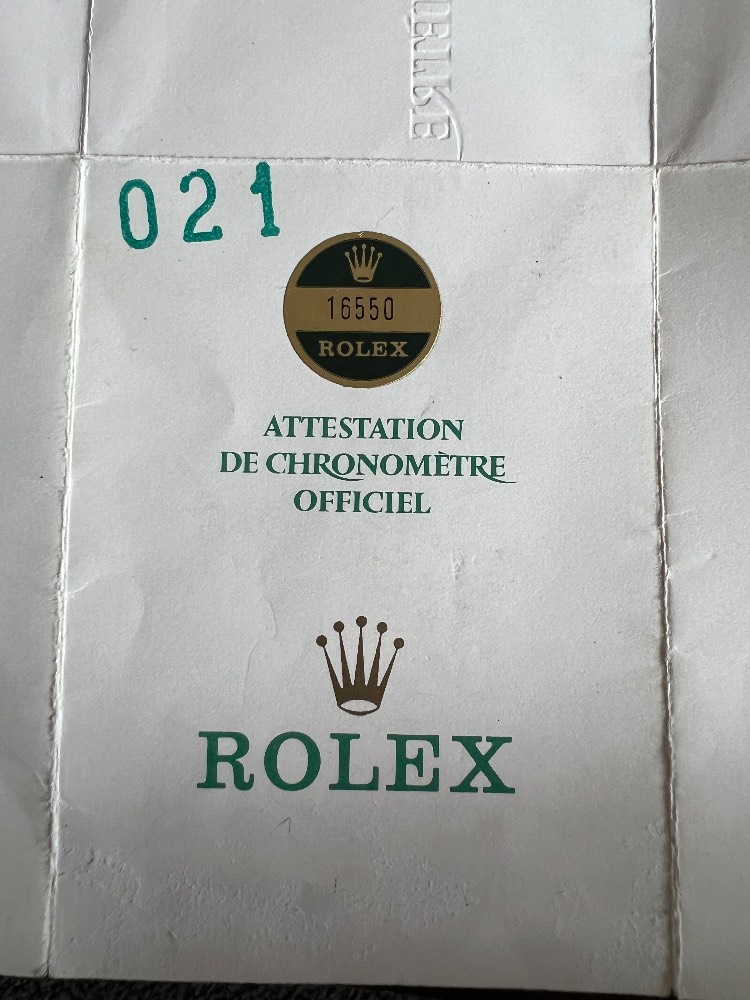 021
16550
ROLEX
ATTESTATION
DE CHRONOMÈTRE
OFFICIEL
ROLEX